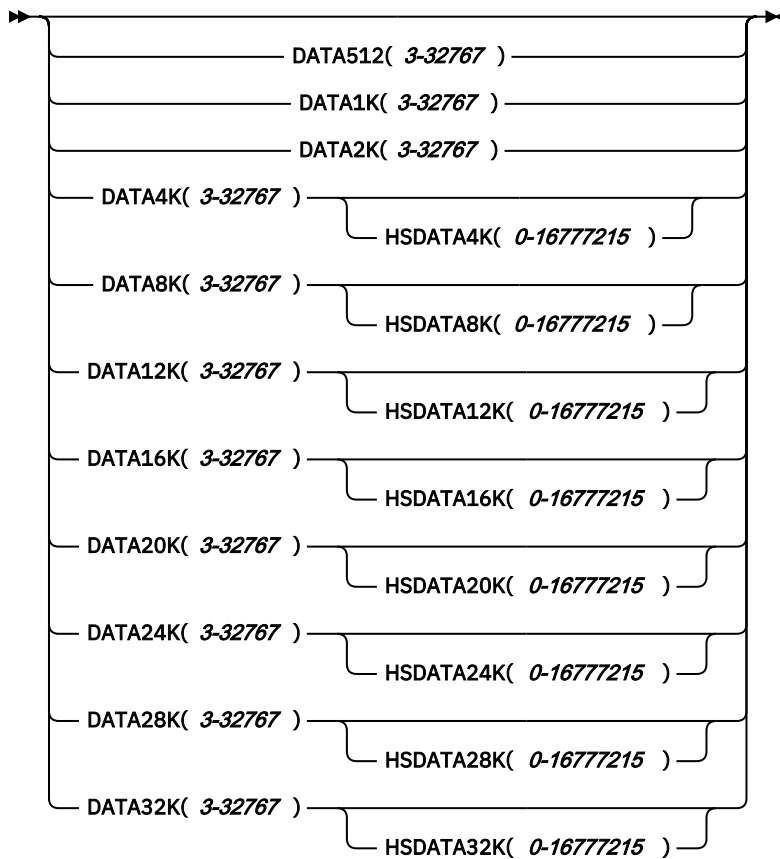 DATA512( 3-32767 )
DATA1K( 3-32767 )
DATA2K( 3-32767 )
DATA4K( 3-32767 )
HSDATA4K( 0-16777215 )
DATA8K( 3-32767 )
HSDATA8K( 0-16777215 )
DATA12K( 3-32767 )
HSDATA12K( 0-16777215 )
DATA16K( 3-32767 )
HSDATA16K( 0-16777215 )
DATA20K( 3-32767 )
HSDATA20K( 0-16777215 )
DATA24K( 3-32767 )
HSDATA24K( 0-16777215 )
DATA28K( 3-32767 )
HSDATA28K( 0-16777215 )
DATA32K( 3-32767 )
HSDATA32K( 0-16777215 )